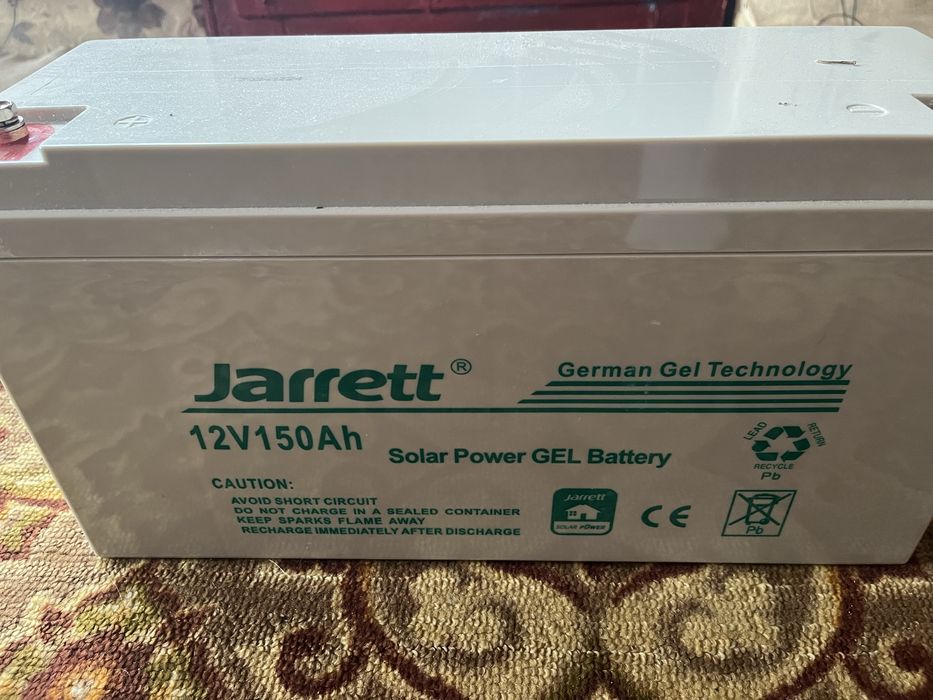 Jarrett®
German Gel Technology
12V150Ah
Solar Power GEL Battery
CAUTION:
AVOID SHORT CIRCUIT
DO NOT CHARGE IN A SEALED CONTAINER
KEEP SPARKS FLAME AWAY
RECHARGE IMMEDIATELY AFTER DISCHARGE
Jarrett
SOLAR POWER
CE
LEAD
RETURN
RECYCLE
Pb
Pb